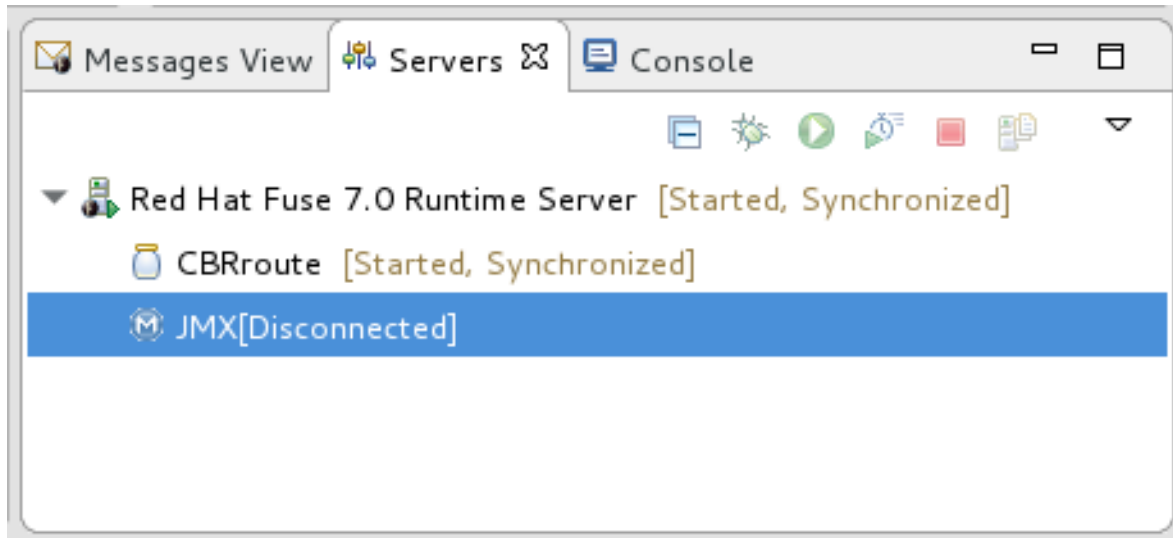 Messages View Servers Console
Red Hat Fuse 7.0 Runtime Server [Started, Synchronized]
CBRroute [Started, Synchronized]
JMX[Disconnected]